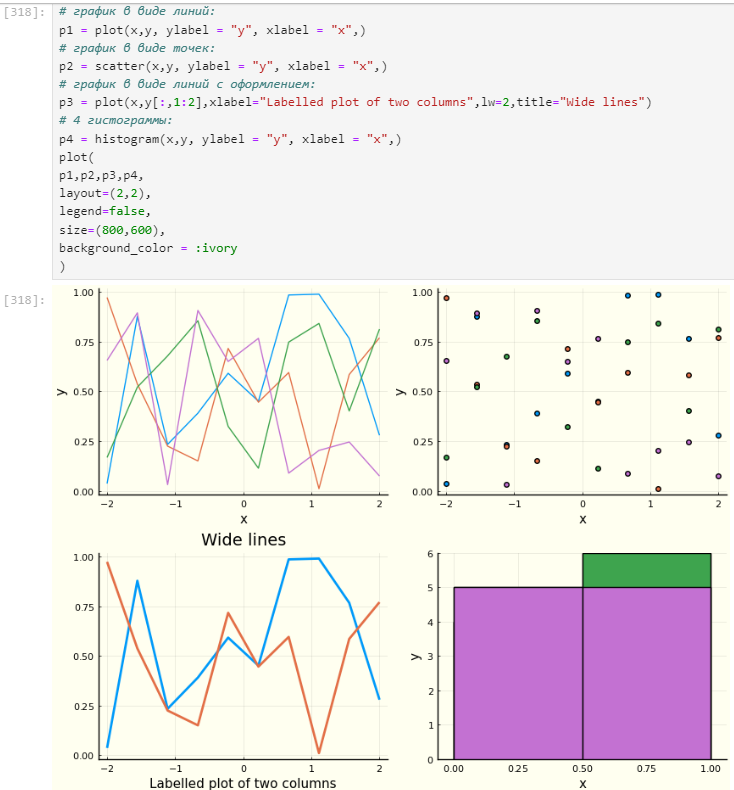 [318]: # график в виде линий:
p1 = plot(x,y, ylabel = "y", xlabel = "x",)
# график в виде точек:
p2 = scatter(x,y, ylabel = "y", xlabel = "x",)
# график в виде линий с оформлением:
p3 = plot(x,y[:,1:2],xlabel="Labelled plot of two columns",lw=2,title="Wide lines")
# 4 гистограммы:
p4 = histogram(x,y, ylabel = "y", xlabel = "x",)
plot(
p1,p2,p3,p4,
layout=(2,2),
legend=false,
size=(800,600),
background_color = :ivory
)
[318]:
1.00
0.75
0.50
0.25
0.00
y
−2 −1 0 1 2
x
1.00
0.75
0.50
0.25
0.00
y
−2 −1 0 1 2
x
Wide lines
1.00
0.75
0.50
0.25
0.00
−2 −1 0 1 2
Labelled plot of two columns
6
5
4
3
2
1
0
y
0.00 0.25 0.50 0.75 1.00
x